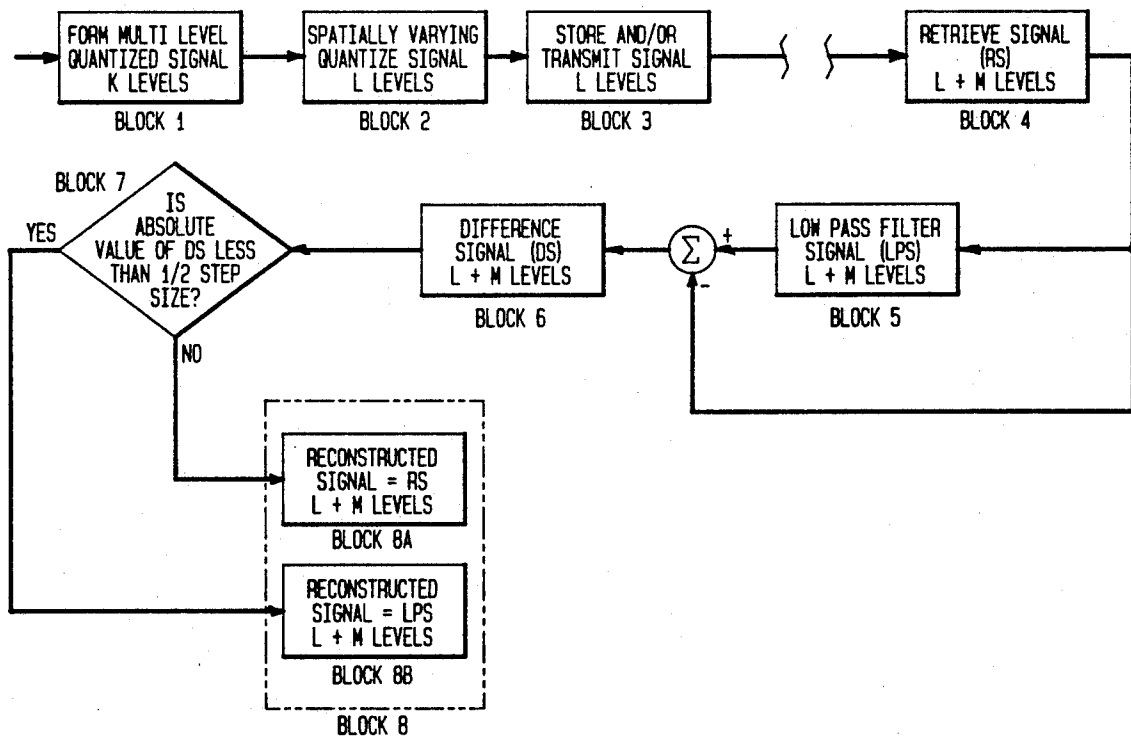 FORM MULTI LEVEL
QUANTIZED SIGNAL
K LEVELS
BLOCK 1
SPATIALLY VARYING
QUANTIZE SIGNAL
L LEVELS
BLOCK 2
STORE AND/OR
TRANSMIT SIGNAL
L LEVELS
BLOCK 3
RETRIEVE SIGNAL
(RS)
L + M LEVELS
BLOCK 4
LOW PASS FILTER
SIGNAL (LPS)
L + M LEVELS
BLOCK 5
+
-
Σ
DIFFERENCE
SIGNAL (DS)
L + M LEVELS
BLOCK 6
BLOCK 7
IS
ABSOLUTE
VALUE OF DS LESS
THAN 1/2 STEP
SIZE?
YES
NO
RECONSTRUCTED
SIGNAL = RS
L + M LEVELS
BLOCK 8A
RECONSTRUCTED
SIGNAL = LPS
L + M LEVELS
BLOCK 8B
BLOCK 8